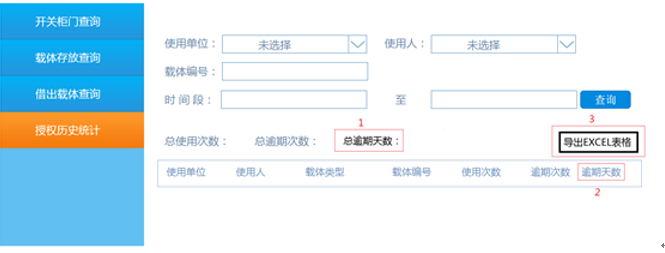 开关柜门查询
载体存放查询
借出载体查询
授权历史统计
使用单位： 未选择 使用人： 未选择
载体编号：
时 间 段： 至 查询
1 3
总使用次数： 总逾期次数： 总逾期天数： 导出EXCEL表格
使用单位 使用人 载体类型 载体编号 使用次数 逾期次数 逾期天数
2